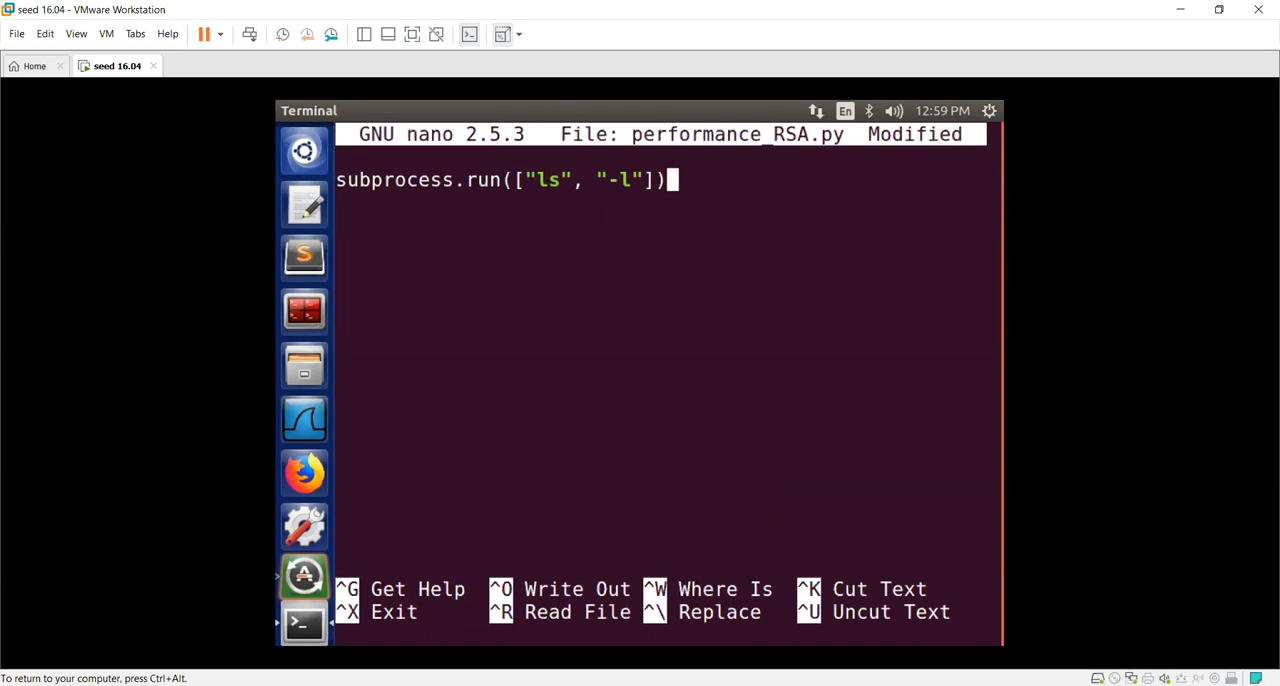 seed 16.04 - VMware Workstation
File Edit View VM Tabs Help
Home seed 16.04
Terminal En 12:59 PM
GNU nano 2.5.3 File: performance_RSA.py Modified
subprocess.run(["ls", "-l"])
^G Get Help ^O Write Out ^W Where Is ^K Cut Text
^X Exit ^R Read File ^\ Replace ^U Uncut Text
To return to your computer, press Ctrl+Alt.